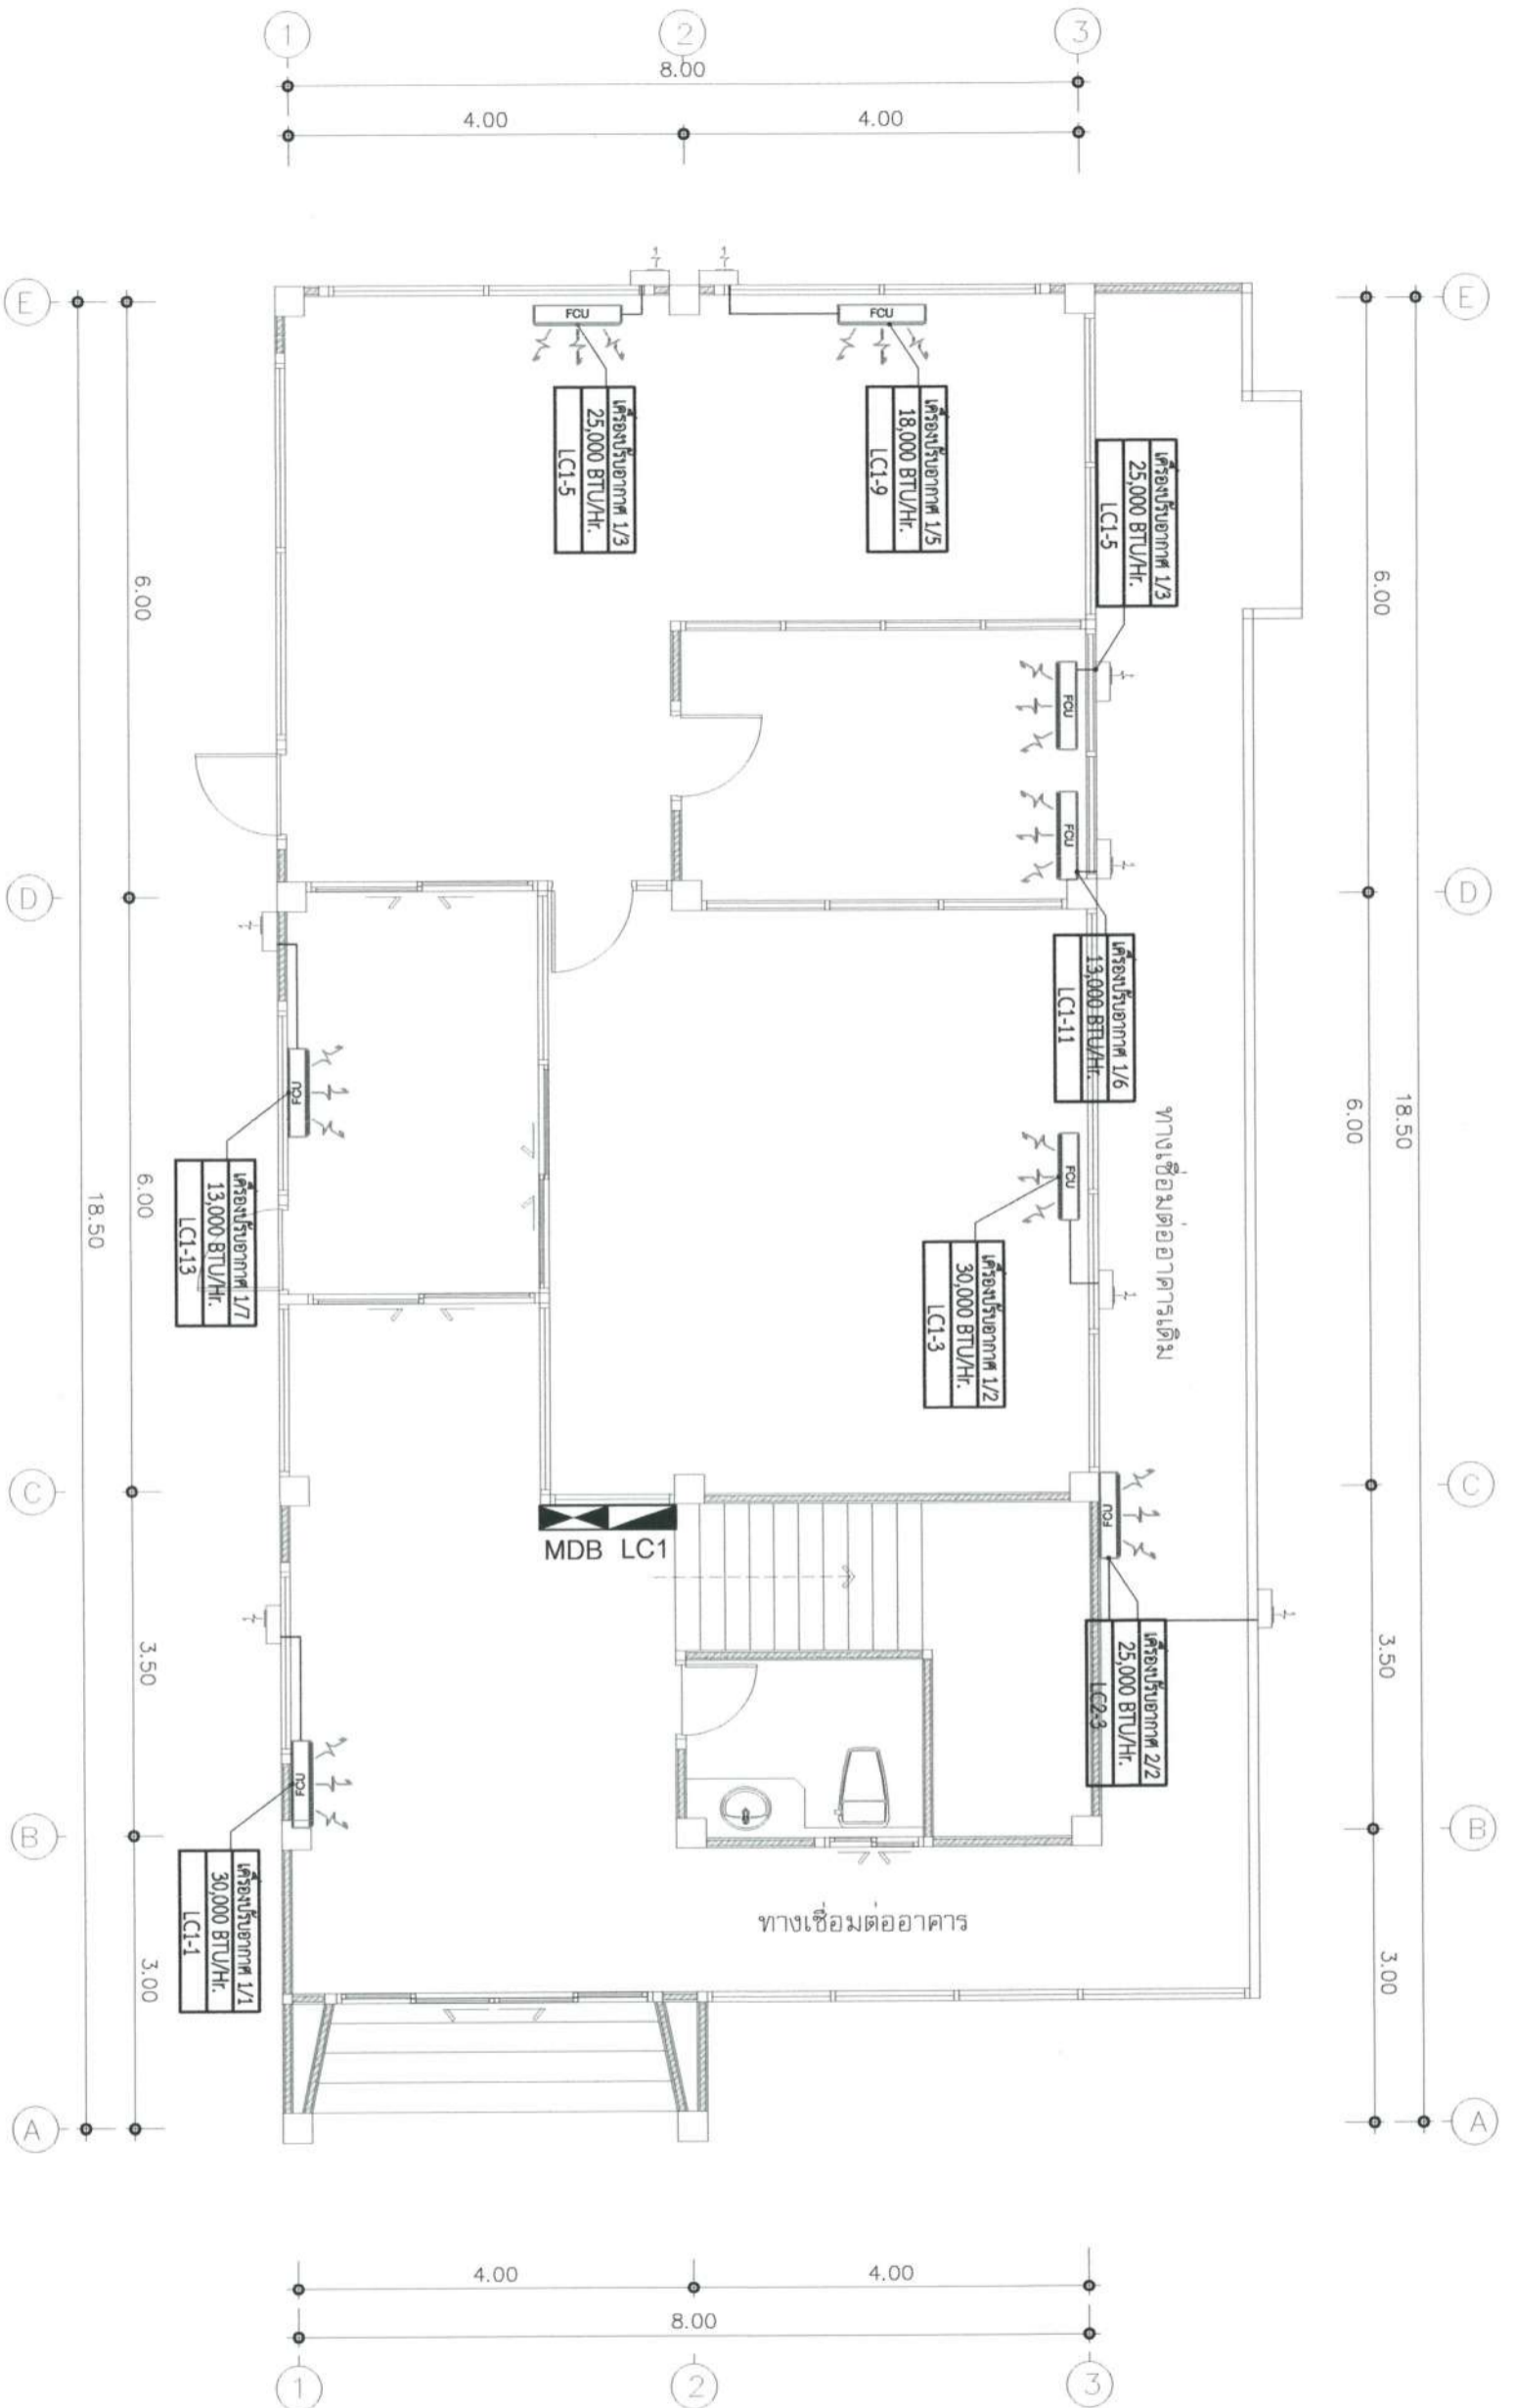 1
2
3
8.00
4.00
4.00
E
E
FCU
FCU
เครื่องปรับอากาศ 1/3
25,000 BTU/Hr.
LC1-5
เครื่องปรับอากาศ 1/5
18,000 BTU/Hr.
LC1-9
เครื่องปรับอากาศ 1/3
25,000 BTU/Hr.
LC1-5
6.00
6.00
FCU
FCU
D
D
เครื่องปรับอากาศ 1/6
13,000 BTU/Hr.
LC1-11
FCU
FCU
6.00
6.00
18.50
18.50
ทางเชื่อมต่ออาคารเดิม
เครื่องปรับอากาศ 1/7
13,000 BTU/Hr.
LC1-13
เครื่องปรับอากาศ 1/2
30,000 BTU/Hr.
LC1-3
C
C
FCU
MDB LC1
3.50
3.50
เครื่องปรับอากาศ 2/2
25,000 BTU/Hr.
LC2-3
FCU
B
B
เครื่องปรับอากาศ 1/1
30,000 BTU/Hr.
LC1-1
ทางเชื่อมต่ออาคาร
3.00
3.00
A
A
4.00
4.00
8.00
1
2
3